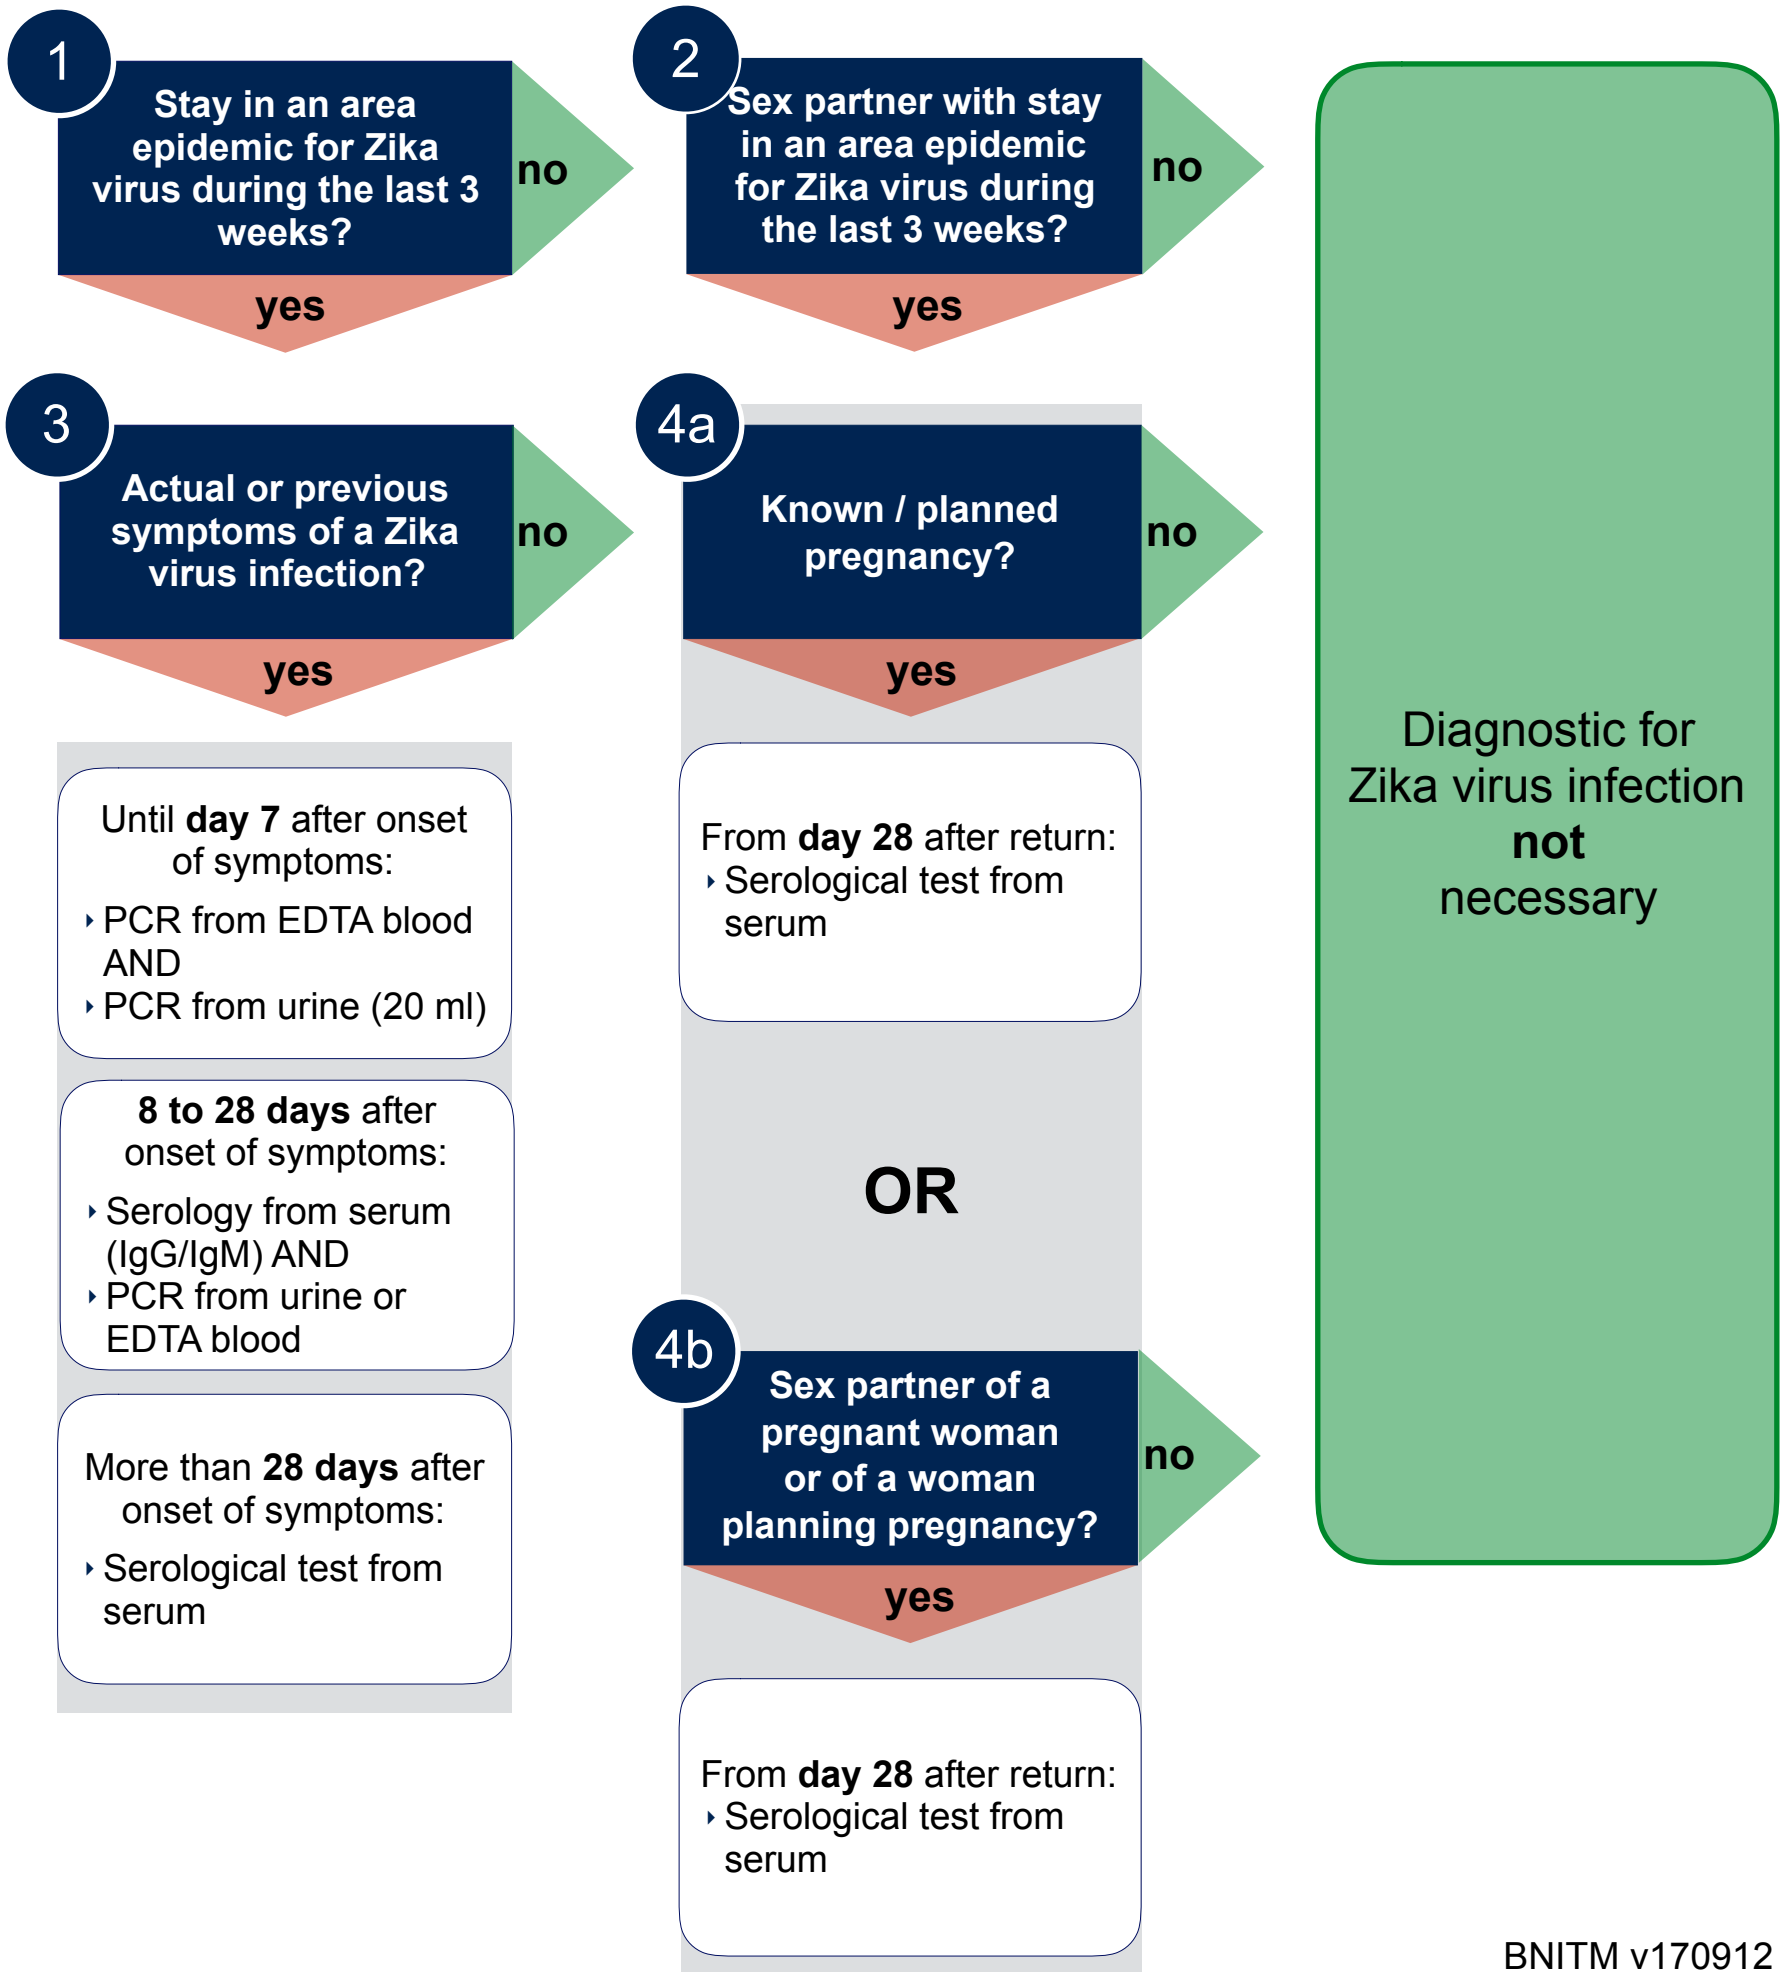 1
Stay in an area
epidemic for Zika
virus during the last 3
weeks?
no
yes
2
Sex partner with stay
in an area epidemic
for Zika virus during
the last 3 weeks?
no
yes
3
Actual or previous
symptoms of a Zika
virus infection?
no
yes
Until day 7 after onset
of symptoms:
‣ PCR from EDTA blood
AND
‣ PCR from urine (20 ml)
8 to 28 days after
onset of symptoms:
‣ Serology from serum
(IgG/IgM) AND
‣ PCR from urine or
EDTA blood
More than 28 days after
onset of symptoms:
‣ Serological test from
serum
4a
Known / planned
pregnancy?
no
yes
From day 28 after return:
‣ Serological test from
serum
OR
4b
Sex partner of a
pregnant woman
or of a woman
planning pregnancy?
no
yes
From day 28 after return:
‣ Serological test from
serum
Diagnostic for
Zika virus infection
not
necessary
BNITM v170912